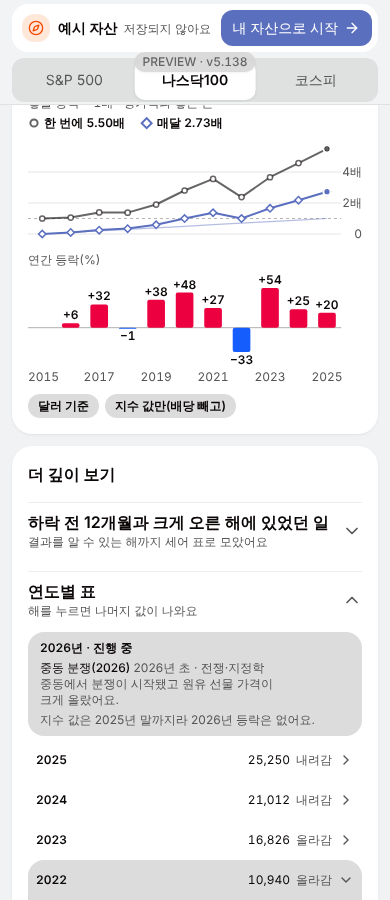 예시 자산 저장되지 않아요
내 자산으로 시작
PREVIEW · v5.138
S&P 500
나스닥100
코스피
한 번에 5.50배
매달 2.73배
4배
2배
0
연간 등락(%)
+6
+32
−1
+38
+48
+27
−33
+54
+25
+20
2015
2017
2019
2021
2023
2025
달러 기준
지수 값만(배당 빼고)
더 깊이 보기
하락 전 12개월과 크게 오른 해에 있었던 일
결과를 알 수 있는 해까지 세어 표로 모았어요
연도별 표
해를 누르면 나머지 값이 나와요
2026년 · 진행 중
중동 분쟁(2026) 2026년 초 · 전쟁·지정학
중동에서 분쟁이 시작됐고 원유 선물 가격이
크게 올랐어요.
지수 값은 2025년 말까지라 2026년 등락은 없어요.
2025 25,250 내려감
2024 21,012 내려감
2023 16,826 올라감
2022 10,940 올라감